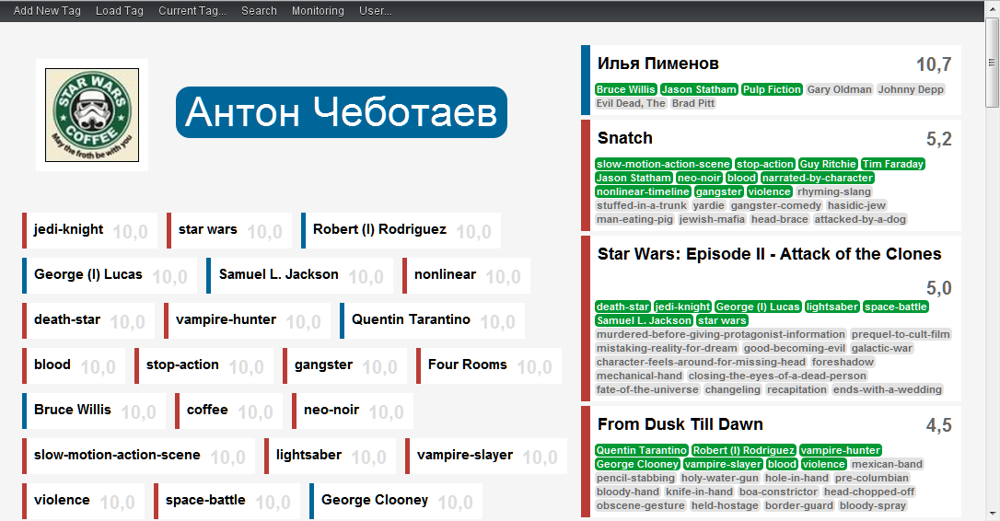 Add New Tag Load Tag Current Tag... Search Monitoring User...
STAR WARS
COFFEE
May the froth be with you
Антон Чеботаев
jedi-knight 10,0 star wars 10,0 Robert (I) Rodriguez 10,0
George (I) Lucas 10,0 Samuel L. Jackson 10,0 nonlinear 10,0
death-star 10,0 vampire-hunter 10,0 Quentin Tarantino 10,0
blood 10,0 stop-action 10,0 gangster 10,0 Four Rooms 10,0
Bruce Willis 10,0 coffee 10,0 neo-noir 10,0
slow-motion-action-scene 10,0 lightsaber 10,0 vampire-slayer 10,0
violence 10,0 space-battle 10,0 George Clooney 10,0
Илья Пименов 10,7
Bruce Willis Jason Statham Pulp Fiction Gary Oldman Johnny Depp
Evil Dead, The Brad Pitt
Snatch 5,2
slow-motion-action-scene stop-action Guy Ritchie Tim Faraday
Jason Statham neo-noir blood narrated-by-character
nonlinear-timeline gangster violence rhyming-slang
stuffed-in-a-trunk yardie gangster-comedy hasidic-jew
man-eating-pig jewish-mafia head-brace attacked-by-a-dog
Star Wars: Episode II - Attack of the Clones
5,0
death-star jedi-knight George (I) Lucas lightsaber space-battle
Samuel L. Jackson star wars
murdered-before-giving-protagonist-information prequel-to-cult-film
mistaking-reality-for-dream good-becoming-evil galactic-war
character-feels-around-for-missing-head foreshadow
mechanical-hand closing-the-eyes-of-a-dead-person
fate-of-the-universe changeling recapitation ends-with-a-wedding
From Dusk Till Dawn 4,5
Quentin Tarantino Robert (I) Rodriguez vampire-hunter
George Clooney vampire-slayer blood violence mexican-band
pencil-stabbing holy-water-gun hole-in-hand pre-columbian
bloody-hand knife-in-hand boa-constrictor head-chopped-off
obscene-gesture held-hostage border-guard bloody-spray